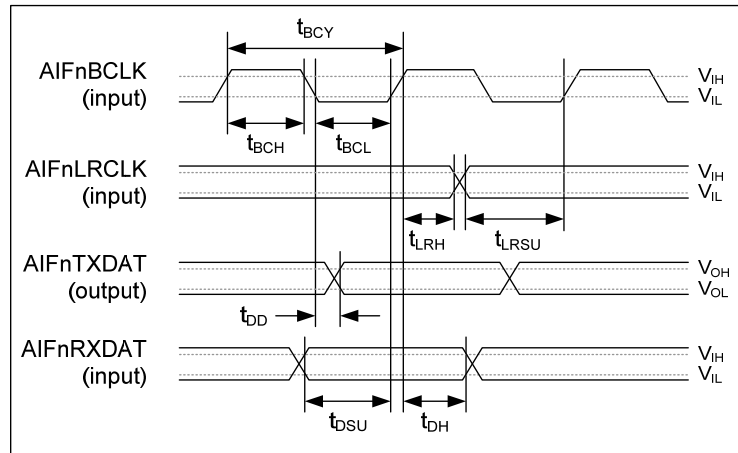 tBCY
AIFnBCLK
(input)
VIH
VIL
tBCH
tBCL
AIFnLRCLK
(input)
VIH
VIL
tLRH
tLRSU
AIFnTXDAT
(output)
VOH
VOL
tDD
AIFnRXDAT
(input)
VIH
VIL
tDSU
tDH